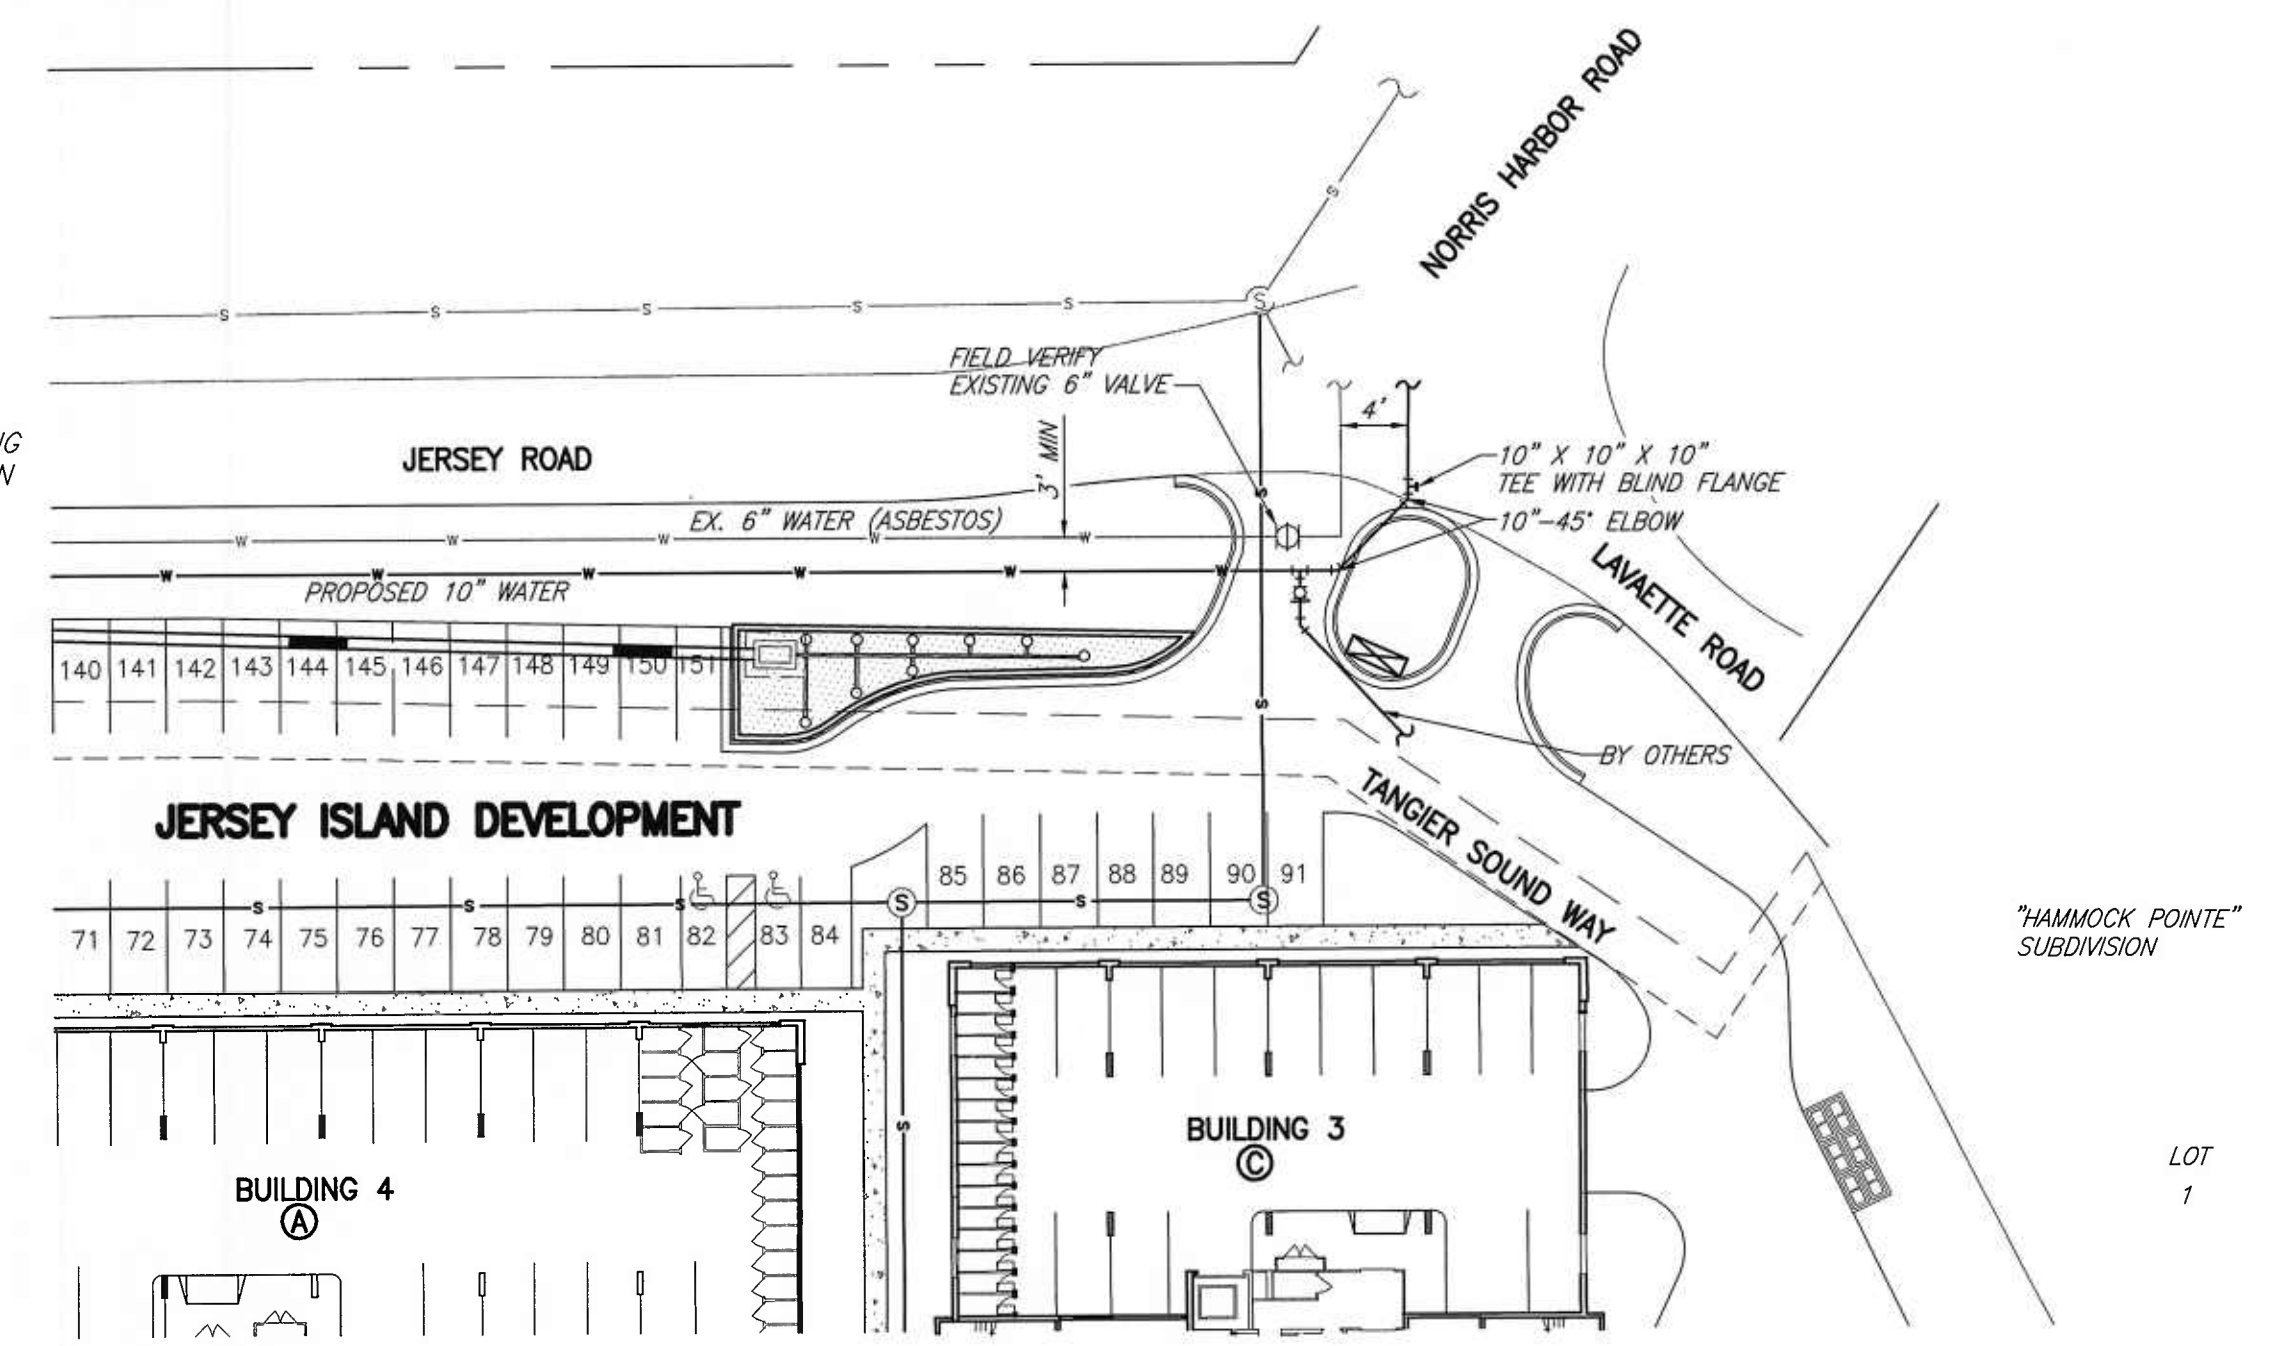 NORRIS HARBOR ROAD
S
S S S S S S
FIELD VERIFY
EXISTING 6" VALVE
4'
3' MIN
JERSEY ROAD
10" X 10" X 10"
TEE WITH BLIND FLANGE
10"-45° ELBOW
S
EX. 6" WATER (ASBESTOS)
W W W W W
W W W W W W
PROPOSED 10" WATER
LAVAETTE ROAD
140 141 142 143 144 145 146 147 148 149 150 151
S
BY OTHERS
TANGIER SOUND WAY
JERSEY ISLAND DEVELOPMENT
85 86 87 88 89 90 91
S S S S S S
71 72 73 74 75 76 77 78 79 80 81 82 83 84
"HAMMOCK POINTE"
SUBDIVISION
S
BUILDING 3
C
LOT
1
BUILDING 4
A